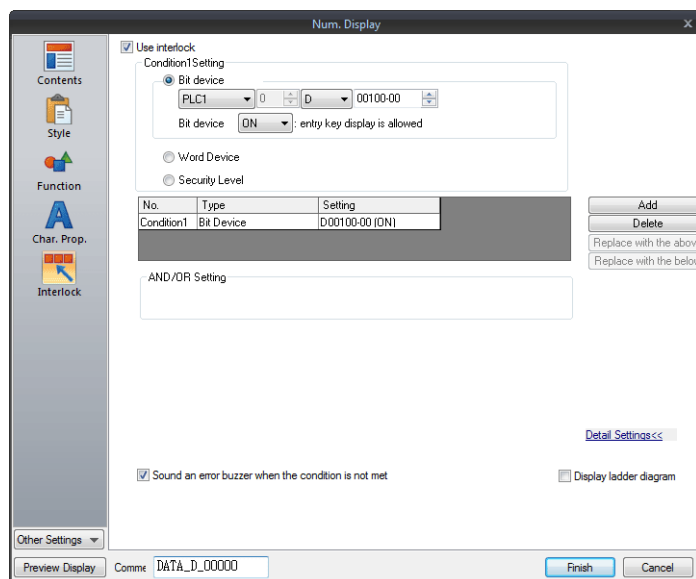 Num. Display
X
Contents
Style
Function
Char. Prop.
Interlock
Use interlock
Condition1Setting
Bit device
PLC1 0 D 00100-00
Bit device ON : entry key display is allowed
Word Device
Security Level
No. Type Setting
Condition1 Bit Device D00100-00 (ON)
Add
Delete
Replace with the abov
Replace with the below
AND/OR Setting
Detail Settings<<
Sound an error buzzer when the condition is not met
Display ladder diagram
Other Settings
Preview Display
Comme DATA_D_00000
Finish
Cancel